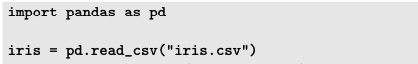 import pandas as pd
iris = pd.read_csv("iris.csv")